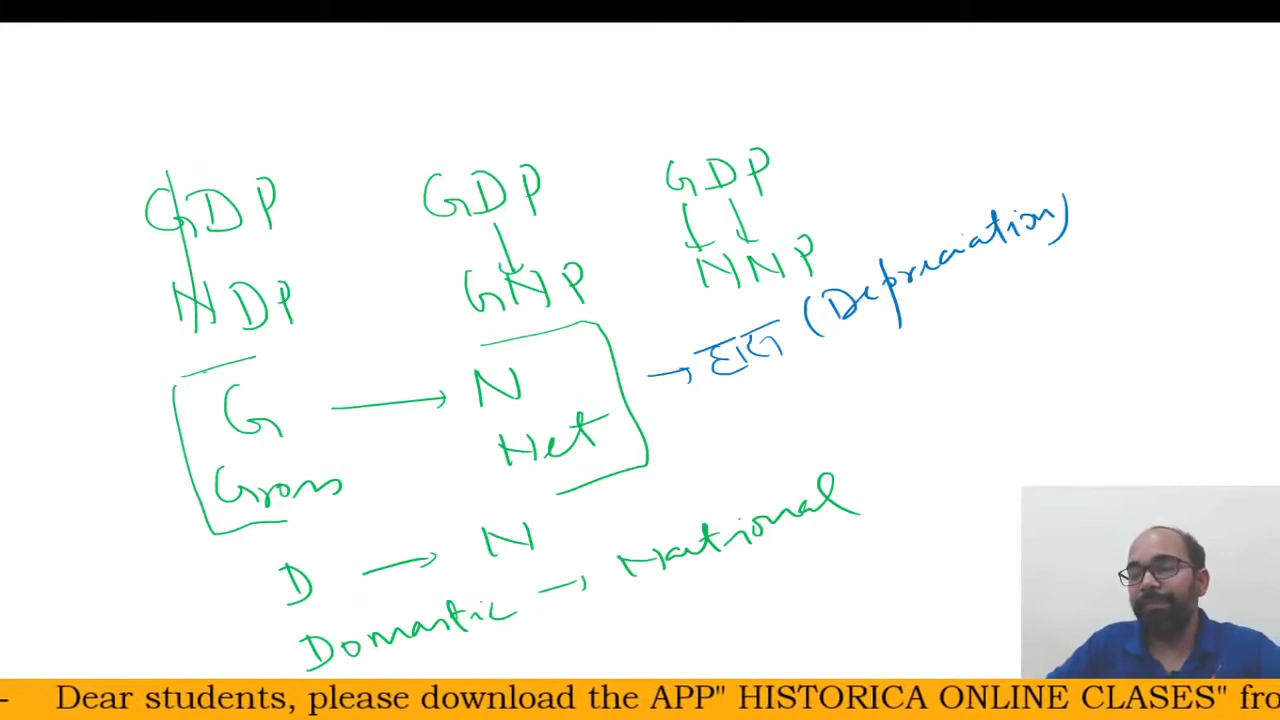 GDP GDP GDP
NDP GNP NNP
G → N → ह्रास (Depreciation)
Gross Net
D → N
Domastic → National
- Dear students, please download the APP" HISTORICA ONLINE CLASES" fro